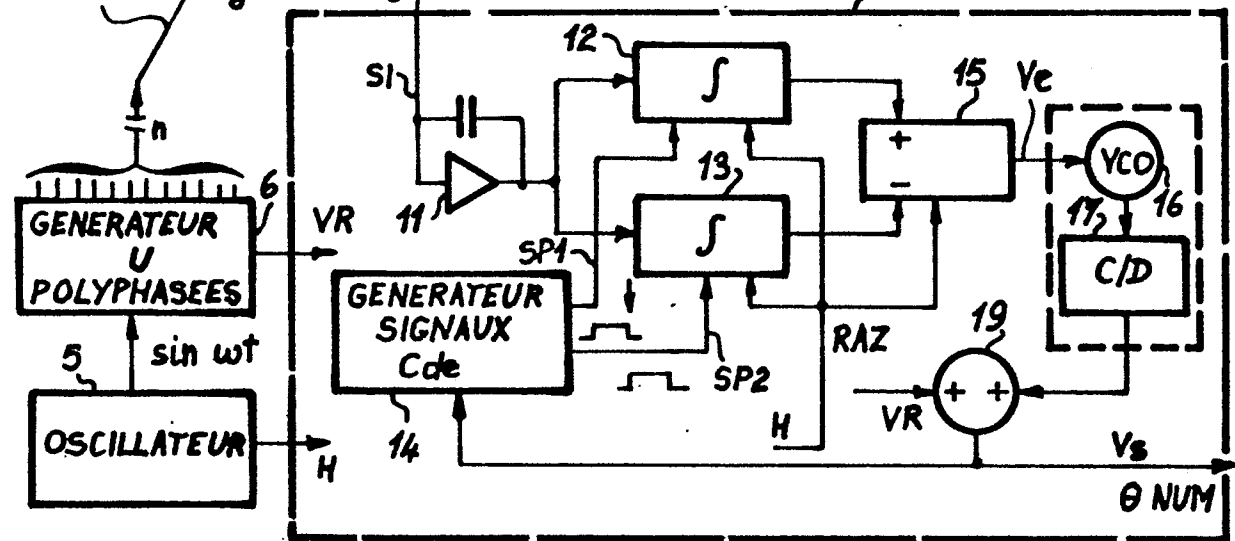 12
S1
∫
15
Ve
n
+
−
VCO
16
11
13
∫
17
C/D
6
GENERATEUR
U
POLYPHASEES
VR
SP1
GENERATEUR
SIGNAUX
Cde
14
SP2
RAZ
19
VR
+ +
5
sin ωt
OSCILLATEUR
H
H
Vs
θ NUM